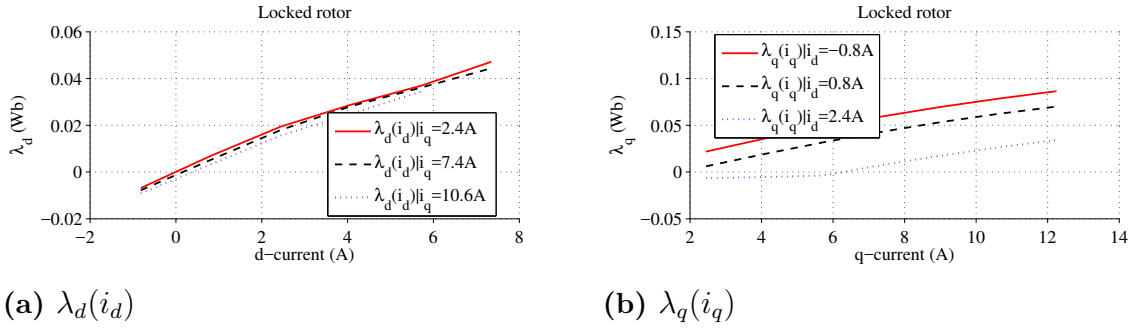 Locked rotor
0.06
0.04
0.02
0
−0.02
λd (Wb)
λd(id)|iq=2.4A
λd(id)|iq=7.4A
λd(id)|iq=10.6A
−2 0 2 4 6 8
d−current (A)
(a) λd(id)
Locked rotor
0.15
0.1
0.05
0
−0.05
λq (Wb)
λq(iq)|id=−0.8A
λq(iq)|id=0.8A
λq(iq)|id=2.4A
2 4 6 8 10 12 14
q−current (A)
(b) λq(iq)